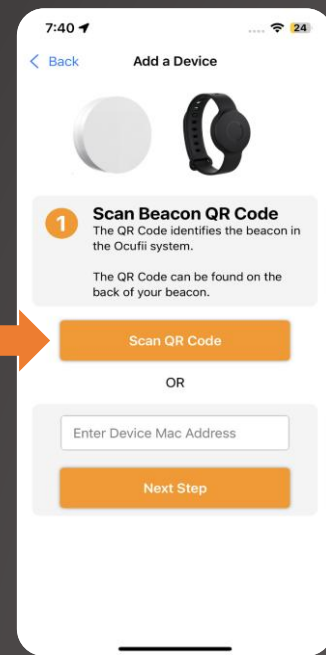 7:40
24
Back
Add a Device
1
Scan Beacon QR Code
The QR Code identifies the beacon in
the Ocufii system.
The QR Code can be found on the
back of your beacon.
Scan QR Code
OR
Enter Device Mac Address
Next Step